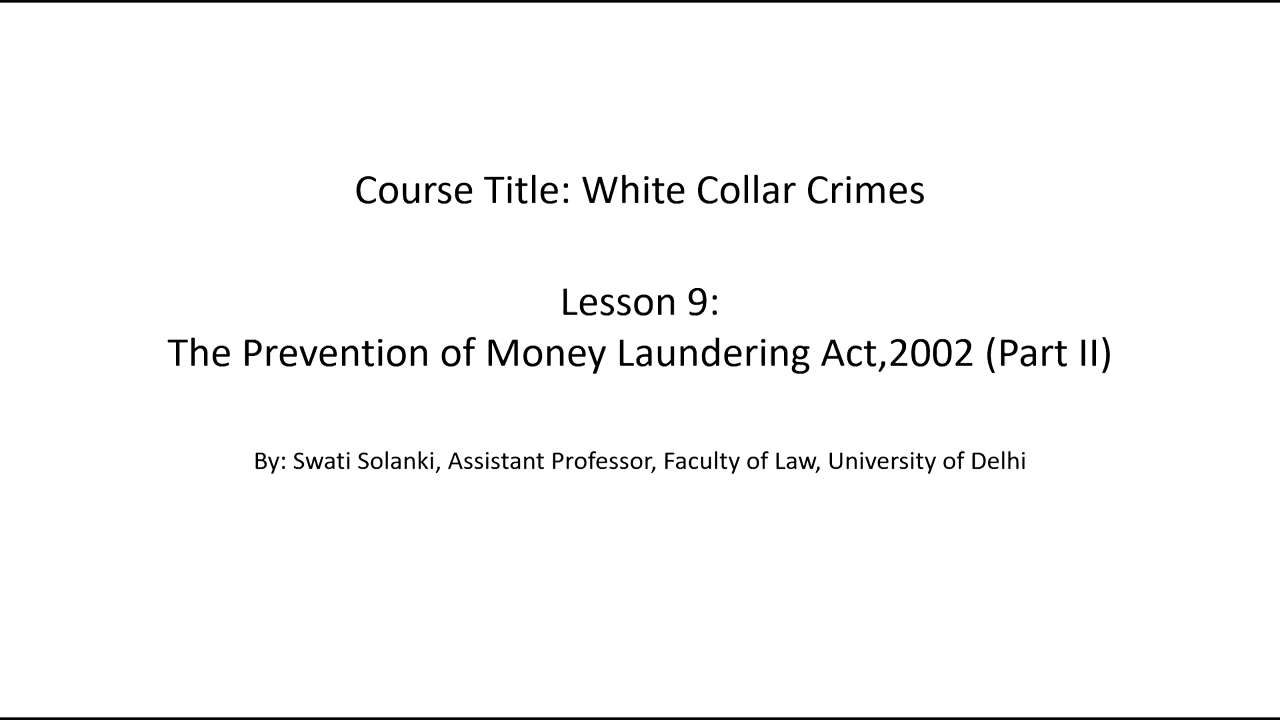 Course Title: White Collar Crimes
Lesson 9:
The Prevention of Money Laundering Act,2002 (Part II)
By: Swati Solanki, Assistant Professor, Faculty of Law, University of Delhi